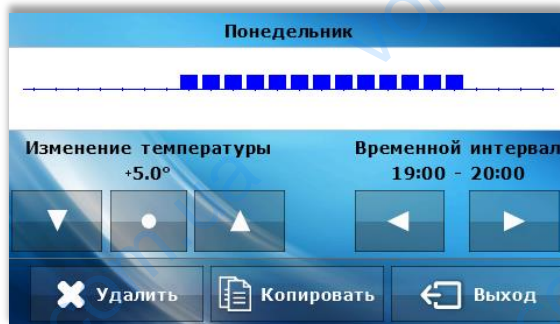 Понедельник
Изменение температуры
+5.0°
Временной интервал
19:00 - 20:00
Удалить
Копировать
Выход